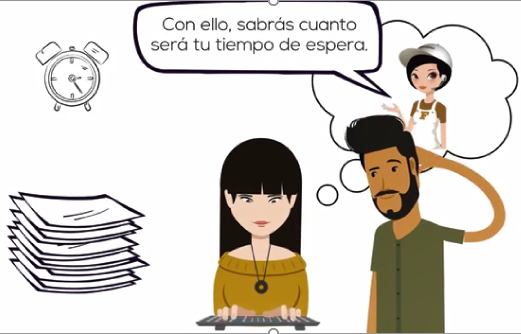 Con ello, sabrás cuanto
será tu tiempo de espera.
F